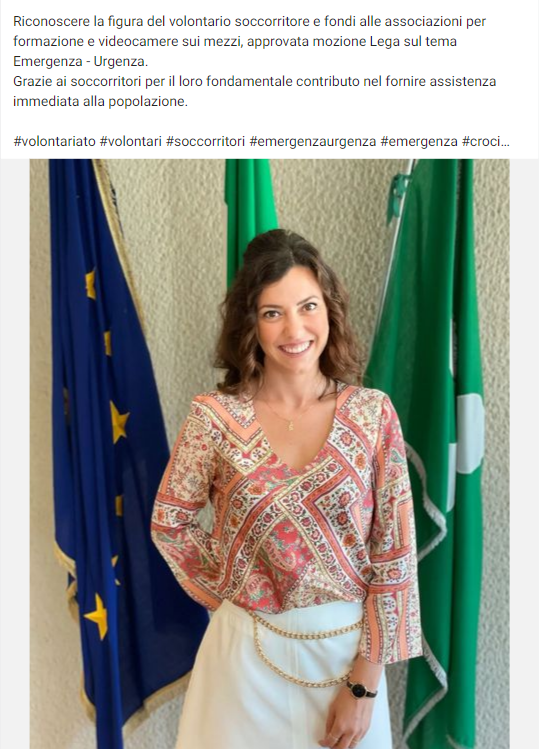 Riconoscere la figura del volontario soccorritore e fondi alle associazioni per
formazione e videocamere sui mezzi, approvata mozione Lega sul tema
Emergenza - Urgenza.
Grazie ai soccorritori per il loro fondamentale contributo nel fornire assistenza
immediata alla popolazione.
#volontariato #volontari #soccorritori #emergenzaurgenza #emergenza #croci...